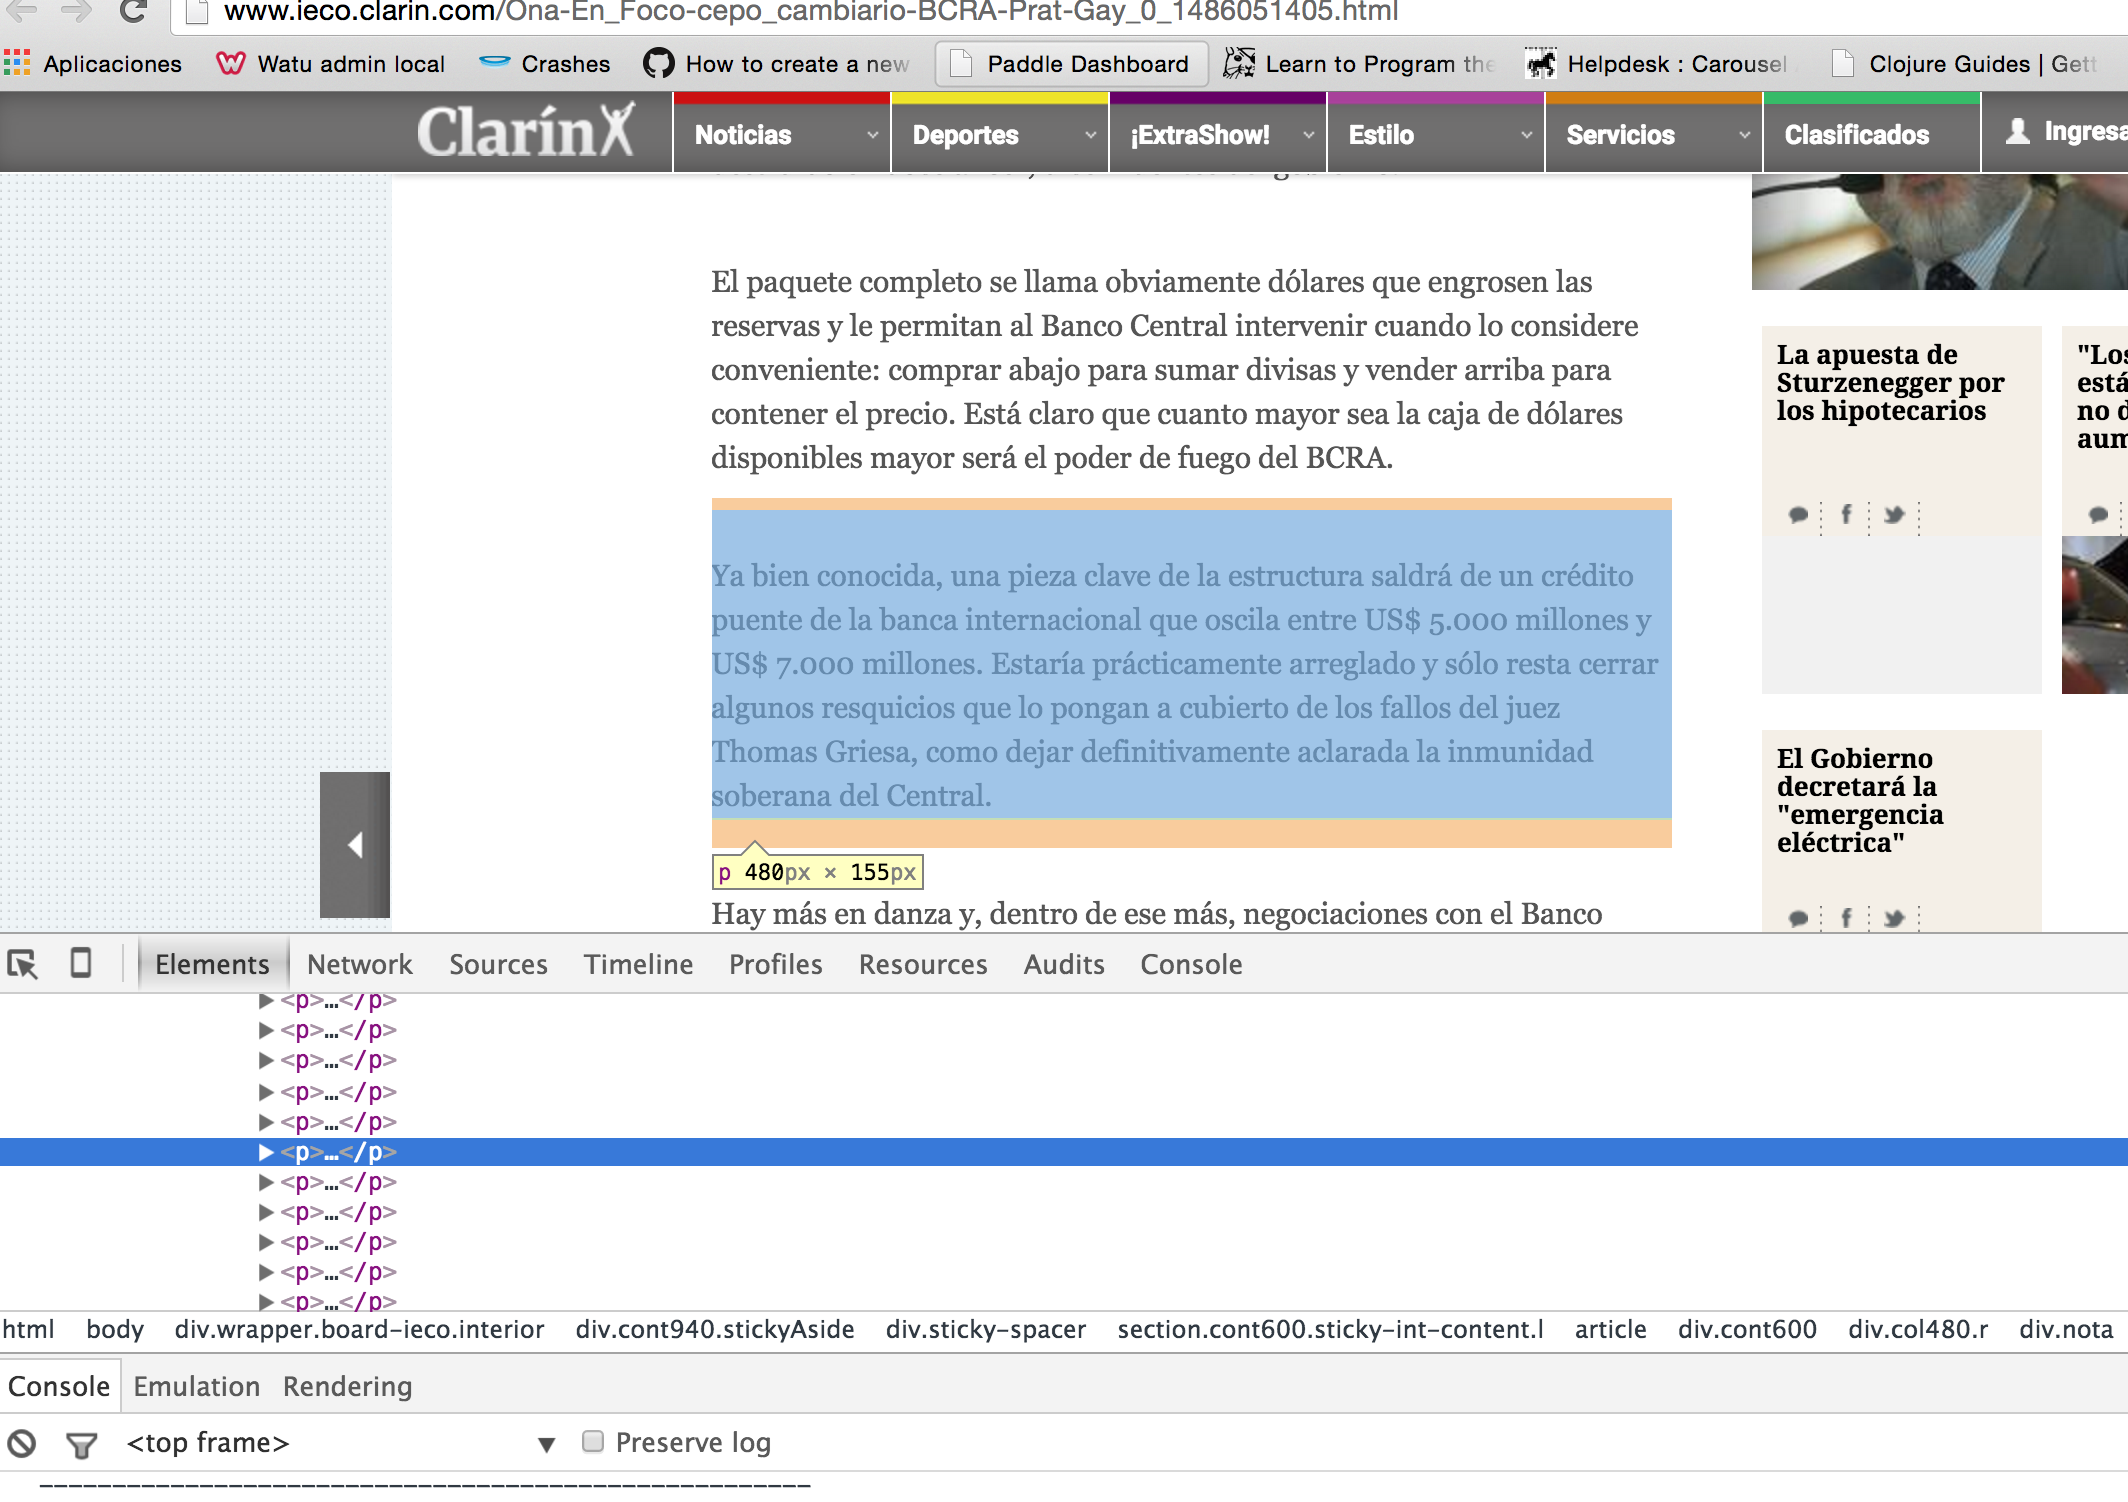 www.ieco.clarin.com/Ona-En_Foco-cepo_cambiario-BCRA-Prat-Gay_0_1486051405.html
Aplicaciones Watu admin local Crashes How to create a new Paddle Dashboard Learn to Program the Helpdesk : Carousel Clojure Guides | Gett
Clarín Noticias Deportes ¡ExtraShow! Estilo Servicios Clasificados Ingresa
El paquete completo se llama obviamente dólares que engrosen las
reservas y le permitan al Banco Central intervenir cuando lo considere
conveniente: comprar abajo para sumar divisas y vender arriba para
contener el precio. Está claro que cuanto mayor sea la caja de dólares
disponibles mayor será el poder de fuego del BCRA.
Ya bien conocida, una pieza clave de la estructura saldrá de un crédito
puente de la banca internacional que oscila entre US$ 5.000 millones y
US$ 7.000 millones. Estaría prácticamente arreglado y sólo resta cerrar
algunos resquicios que lo pongan a cubierto de los fallos del juez
Thomas Griesa, como dejar definitivamente aclarada la inmunidad
soberana del Central.
p 480px × 155px
Hay más en danza y, dentro de ese más, negociaciones con el Banco
La apuesta de
Sturzenegger por
los hipotecarios
"Los
está
no d
aum
El Gobierno
decretará la
"emergencia
eléctrica"
Elements Network Sources Timeline Profiles Resources Audits Console
<p>…</p>
<p>…</p>
<p>…</p>
<p>…</p>
<p>…</p>
<p>…</p>
<p>…</p>
<p>…</p>
<p>…</p>
<p>…</p>
<p>…</p>
html body div.wrapper.board-ieco.interior div.cont940.stickyAside div.sticky-spacer section.cont600.sticky-int-content.l article div.cont600 div.col480.r div.nota
Console Emulation Rendering
<top frame> Preserve log